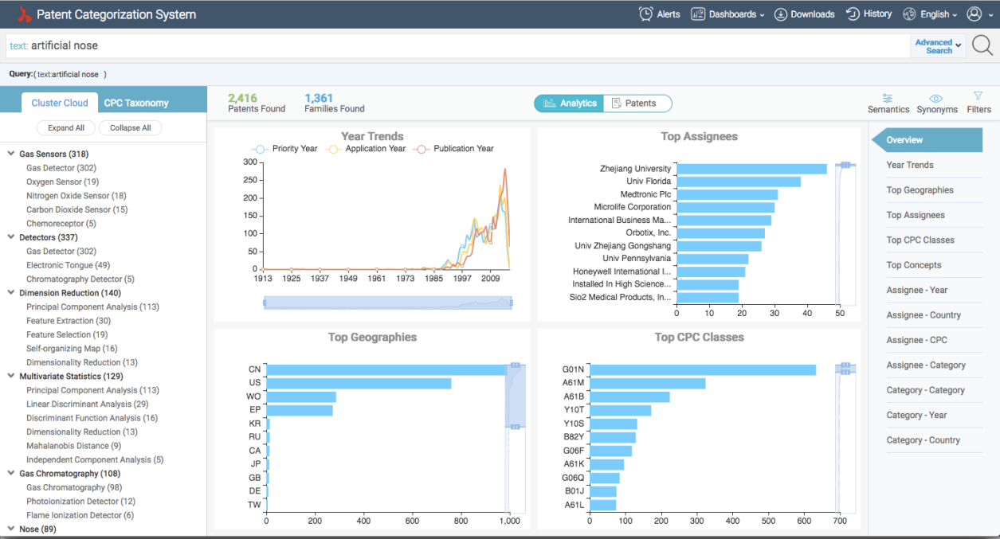 Patent Categorization System
Alerts
Dashboards
Downloads
History
English
text: artificial nose
Advanced Search
Query:( text:artificial nose )
Cluster Cloud
CPC Taxonomy
2,416
Patents Found
1,361
Families Found
Analytics
Patents
Semantics
Synonyms
Filters
Expand All
Collapse All
Gas Sensors (318)
Gas Detector (302)
Oxygen Sensor (19)
Nitrogen Oxide Sensor (18)
Carbon Dioxide Sensor (15)
Chemoreceptor (5)
Detectors (337)
Gas Detector (302)
Electronic Tongue (49)
Chromatography Detector (5)
Dimension Reduction (140)
Principal Component Analysis (113)
Feature Extraction (30)
Feature Selection (19)
Self-organizing Map (16)
Dimensionality Reduction (13)
Multivariate Statistics (129)
Principal Component Analysis (113)
Linear Discriminant Analysis (29)
Discriminant Function Analysis (16)
Dimensionality Reduction (13)
Mahalanobis Distance (9)
Independent Component Analysis (5)
Gas Chromatography (108)
Gas Chromatography (98)
Photoionization Detector (12)
Flame Ionization Detector (6)
Nose (89)
Year Trends
Priority Year
Application Year
Publication Year
300
250
200
150
100
50
0
1913 1925 1937 1949 1961 1973 1985 1997 2009
Top Assignees
Zhejiang University
Univ Florida
Medtronic Plc
Microlife Corporation
International Business Ma...
Orbotix, Inc.
Univ Zhejiang Gongshang
Univ Pennsylvania
Honeywell International I...
Installed In High Science...
Sio2 Medical Products, In...
0 10 20 30 40 50
Top Geographies
CN
US
WO
EP
KR
RU
CA
JP
GB
DE
TW
0 200 400 600 800 1,000
Top CPC Classes
G01N
A61M
A61B
Y10T
Y10S
B82Y
G06F
A61K
G06Q
B01J
A61L
0 100 200 300 400 500 600 700
Overview
Year Trends
Top Geographies
Top Assignees
Top CPC Classes
Top Concepts
Assignee - Year
Assignee - Country
Assignee - CPC
Assignee - Category
Category - Category
Category - Year
Category - Country